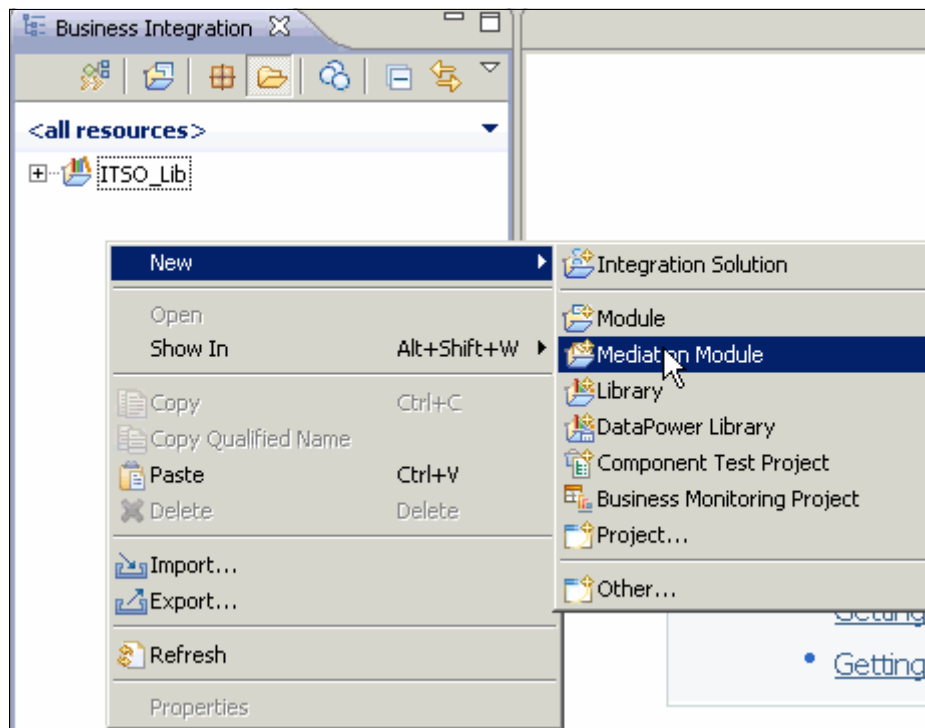 Business Integration
<all resources>
ITSO_Lib
New
Open
Show In Alt+Shift+W
Copy Ctrl+C
Copy Qualified Name
Paste Ctrl+V
Delete Delete
Import...
Export...
Refresh
Properties
Integration Solution
Module
Mediation Module
Library
DataPower Library
Component Test Project
Business Monitoring Project
Project...
Other...
Getting